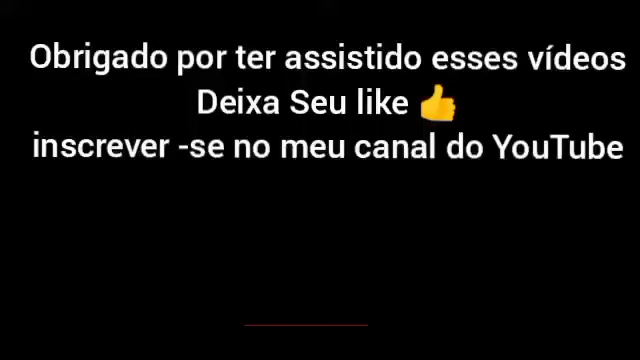 Obrigado por ter assistido esses vídeos
Deixa Seu like 👍
inscrever -se no meu canal do YouTube